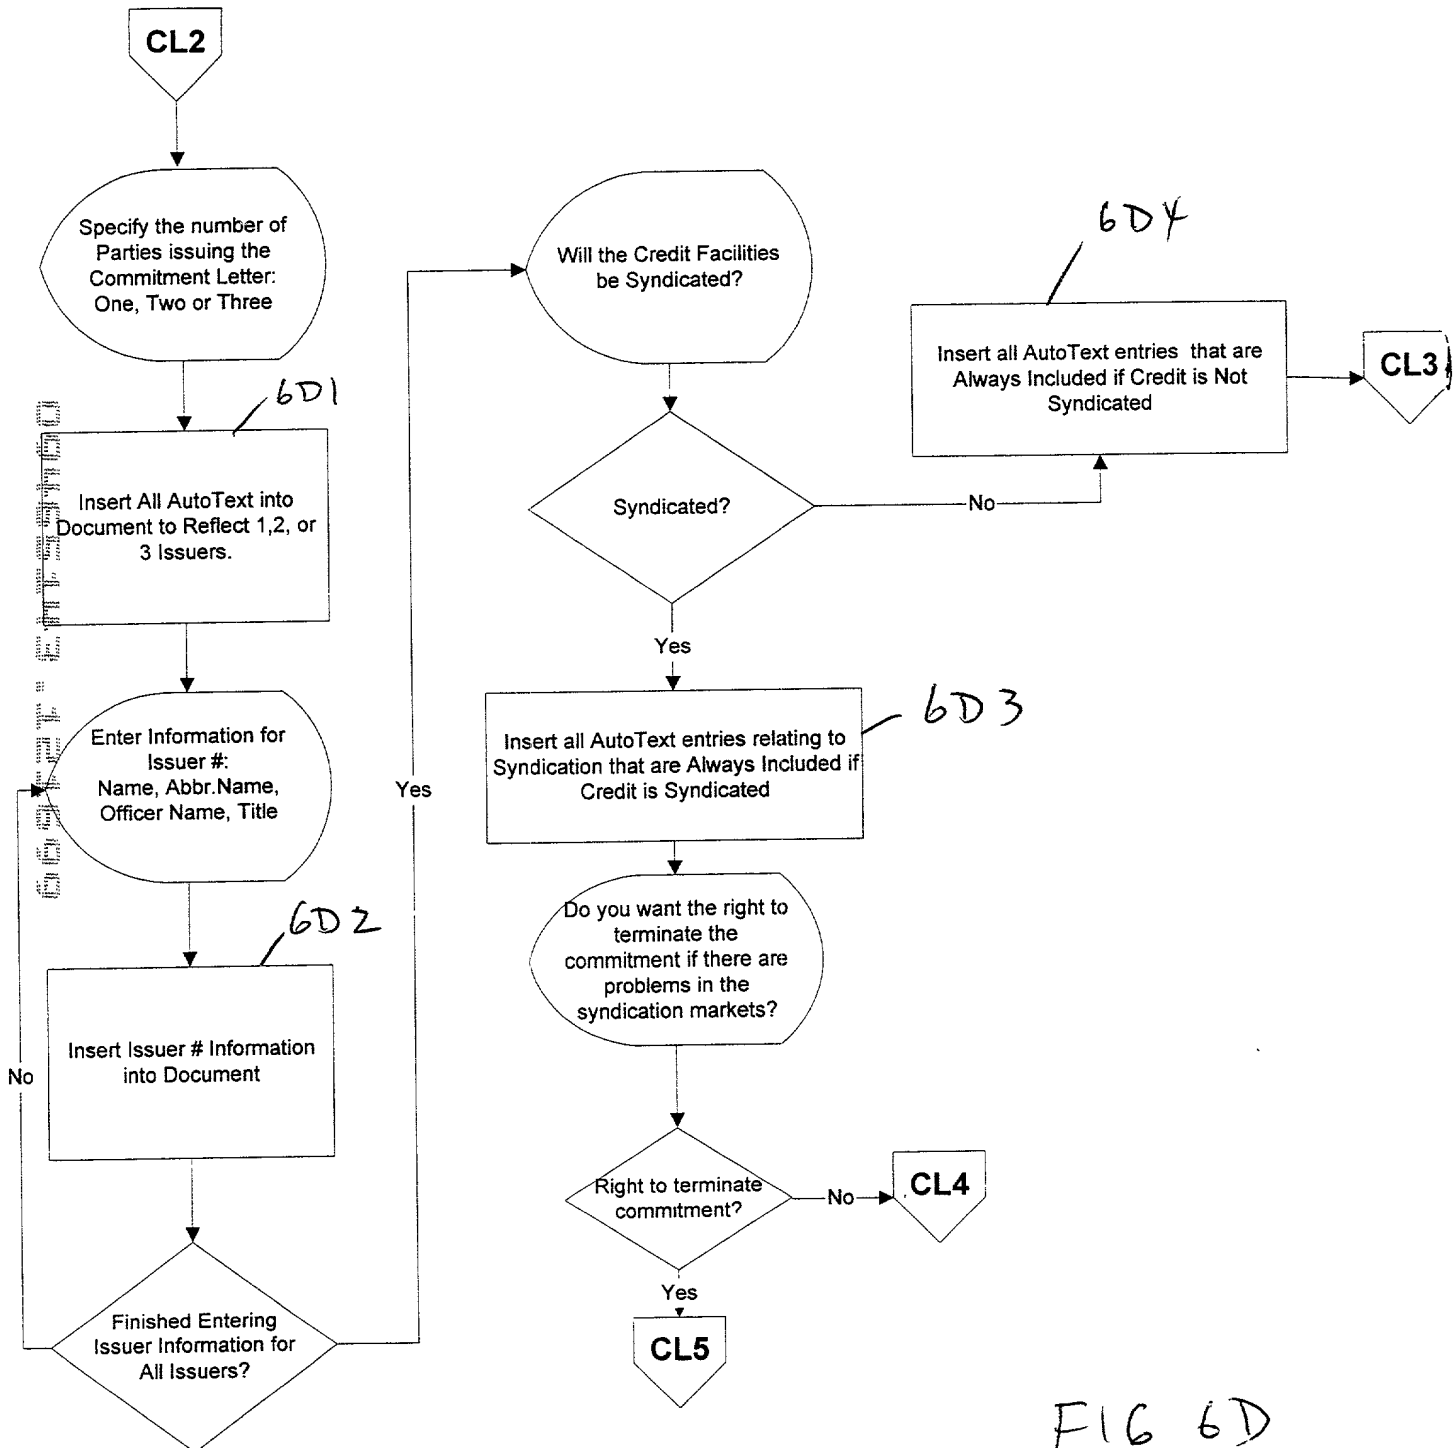 CL2
Specify the number of
Parties issuing the
Commitment Letter:
One, Two or Three
6D1
Insert All AutoText into
Document to Reflect 1,2, or
3 Issuers.
Enter Information for
Issuer #:
Name, Abbr.Name,
Officer Name, Title
6D2
Insert Issuer # Information
into Document
No
Finished Entering
Issuer Information for
All Issuers?
Yes
Will the Credit Facilities
be Syndicated?
Syndicated?
No
6D4
Insert all AutoText entries that are
Always Included if Credit is Not
Syndicated
CL3
Yes
6D3
Insert all AutoText entries relating to
Syndication that are Always Included if
Credit is Syndicated
Do you want the right to
terminate the
commitment if there are
problems in the
syndication markets?
Right to terminate
commitment?
No
CL4
Yes
CL5
FIG 6D